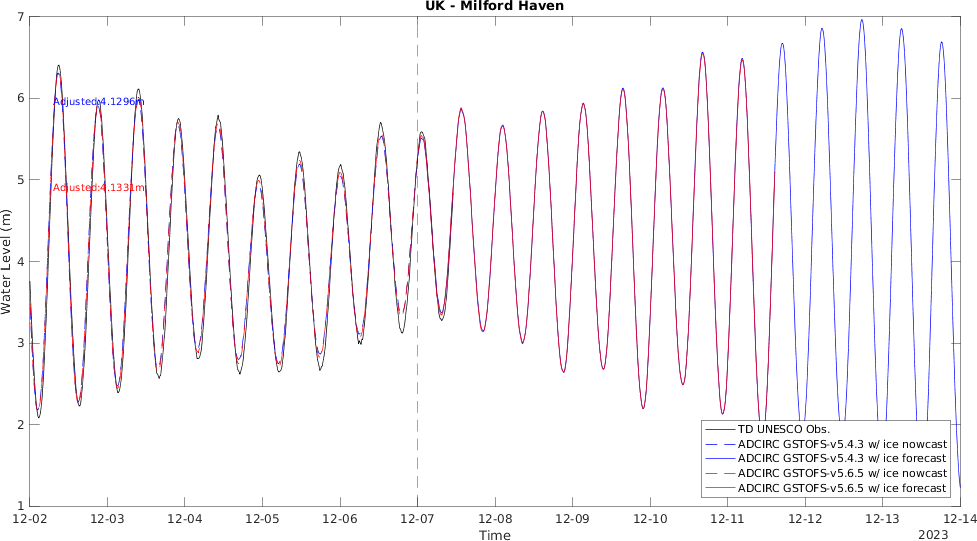 UK - Milford Haven
7
6
5
4
3
2
1
Water Level (m)
Adjusted:4.1296m
Adjusted:4.1331m
TD UNESCO Obs.
ADCIRC GSTOFS-v5.4.3 w/ ice nowcast
ADCIRC GSTOFS-v5.4.3 w/ ice forecast
ADCIRC GSTOFS-v5.6.5 w/ ice nowcast
ADCIRC GSTOFS-v5.6.5 w/ ice forecast
12-02 12-03 12-04 12-05 12-06 12-07 12-08 12-09 12-10 12-11 12-12 12-13 12-14
Time
2023